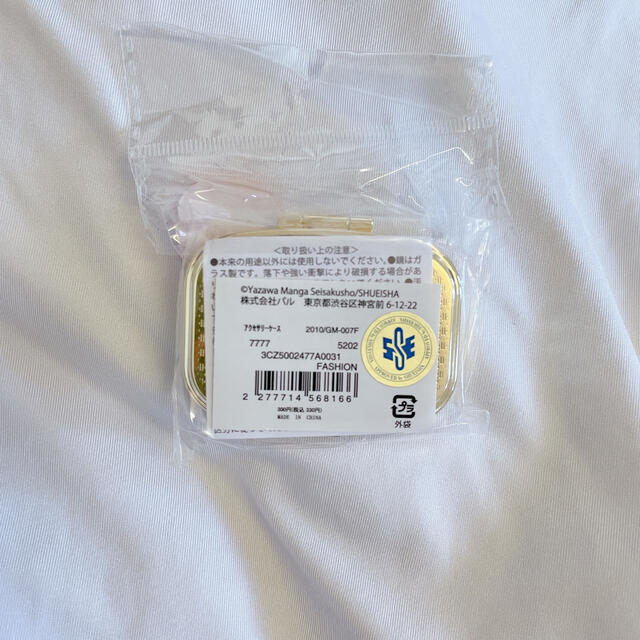 <取り扱い上の注意>
●本来の用途以外には使用しないでください。●鏡はガ
ラス製です。落下や強い衝撃により破損する場合があ
©Yazawa Manga Seisakusho/SHUEISHA
株式会社パル 東京都渋谷区神宮前 6-12-22
アクセサリーケース 2010/GM-007F
7777 5202
3CZ5002477A0031
FASHION
2 277714 568166
300円(税込 330円)
MADE IN CHINA
プラ
外袋